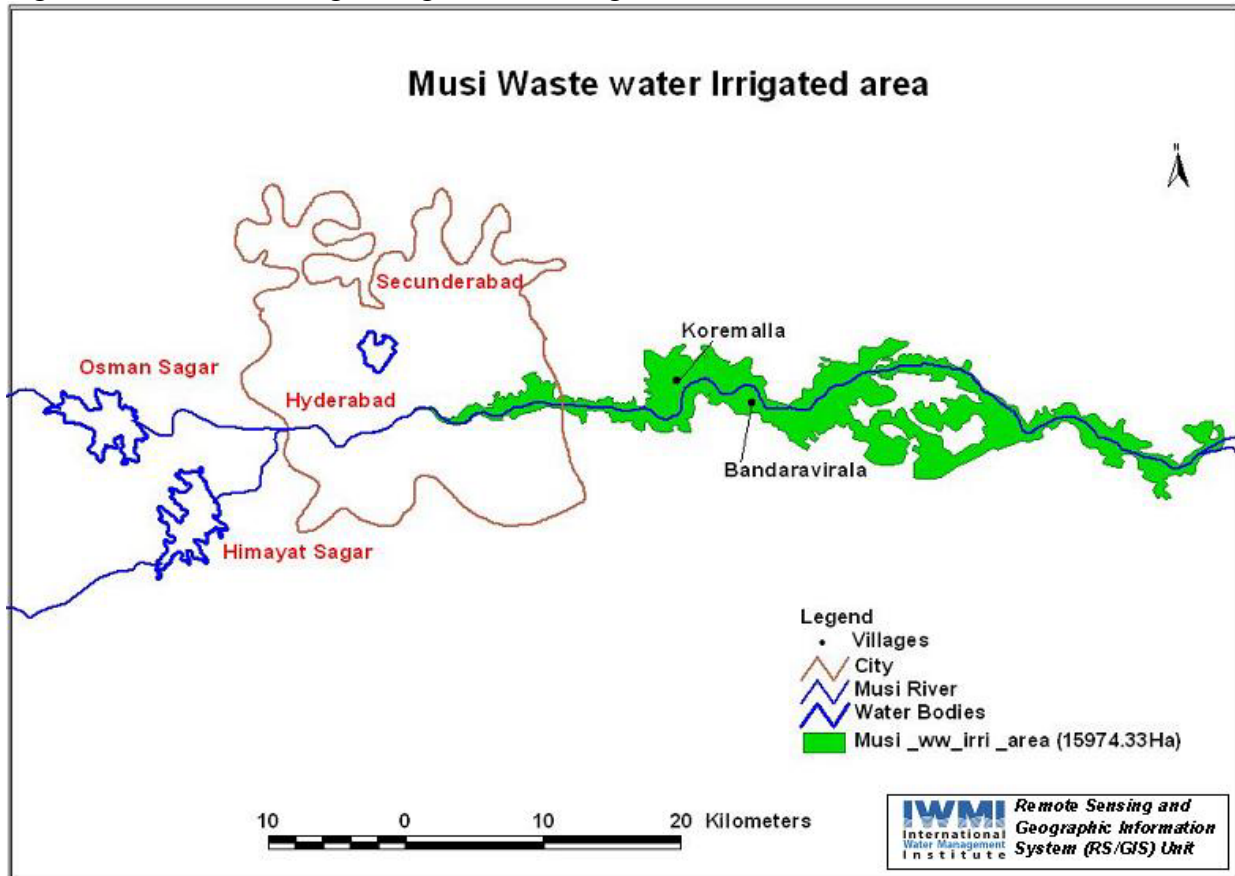 Musi Waste water Irrigated area
N
Secunderabad
Koremalla
Osman Sagar
Hyderabad
Bandaravirala
Himayat Sagar
Legend
Villages
City
Musi River
Water Bodies
Musi _ww_irri _area (15974.33Ha)
10 0 10 20 Kilometers
IWMI
International
Water Management
Institute
Remote Sensing and
Geographic Information
System (RS/GIS) Unit